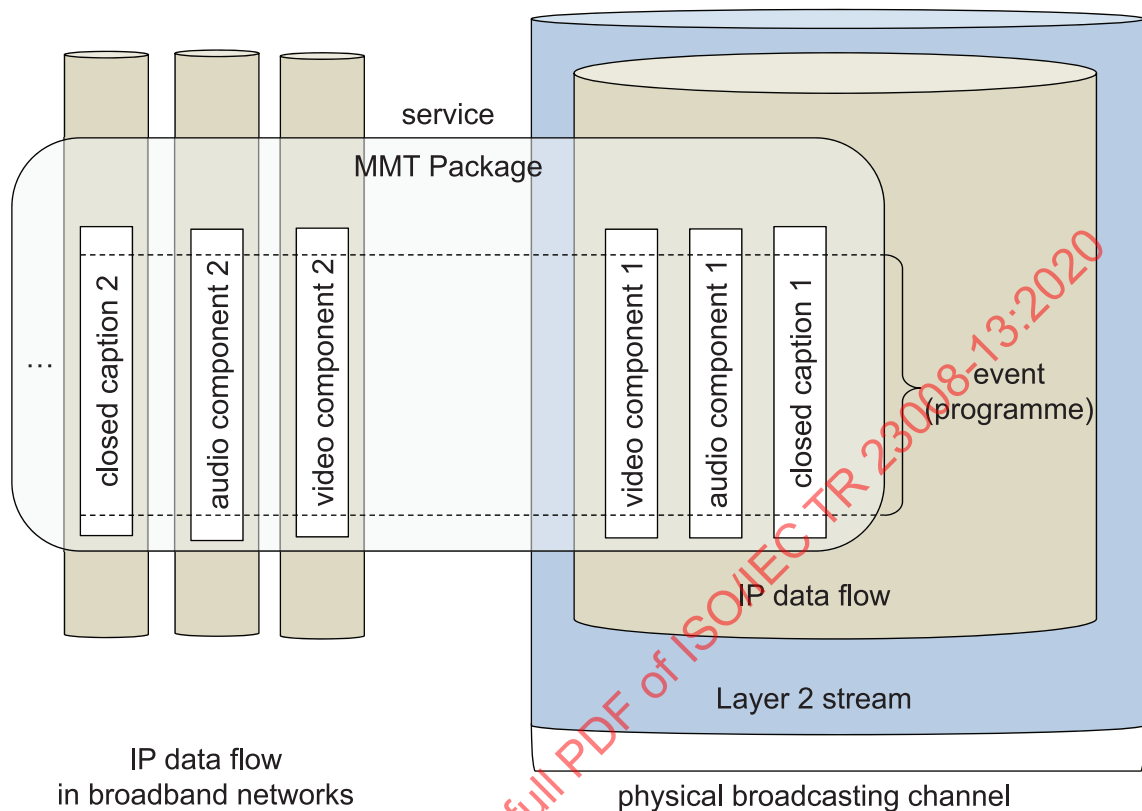 service
MMT Package
closed caption 2
audio component 2
video component 2
video component 1
audio component 1
closed caption 1
...
event
(programme)
IP data flow
Layer 2 stream
IP data flow
in broadband networks
physical broadcasting channel
full PDF of ISO/IEC TR 23008-13:2020